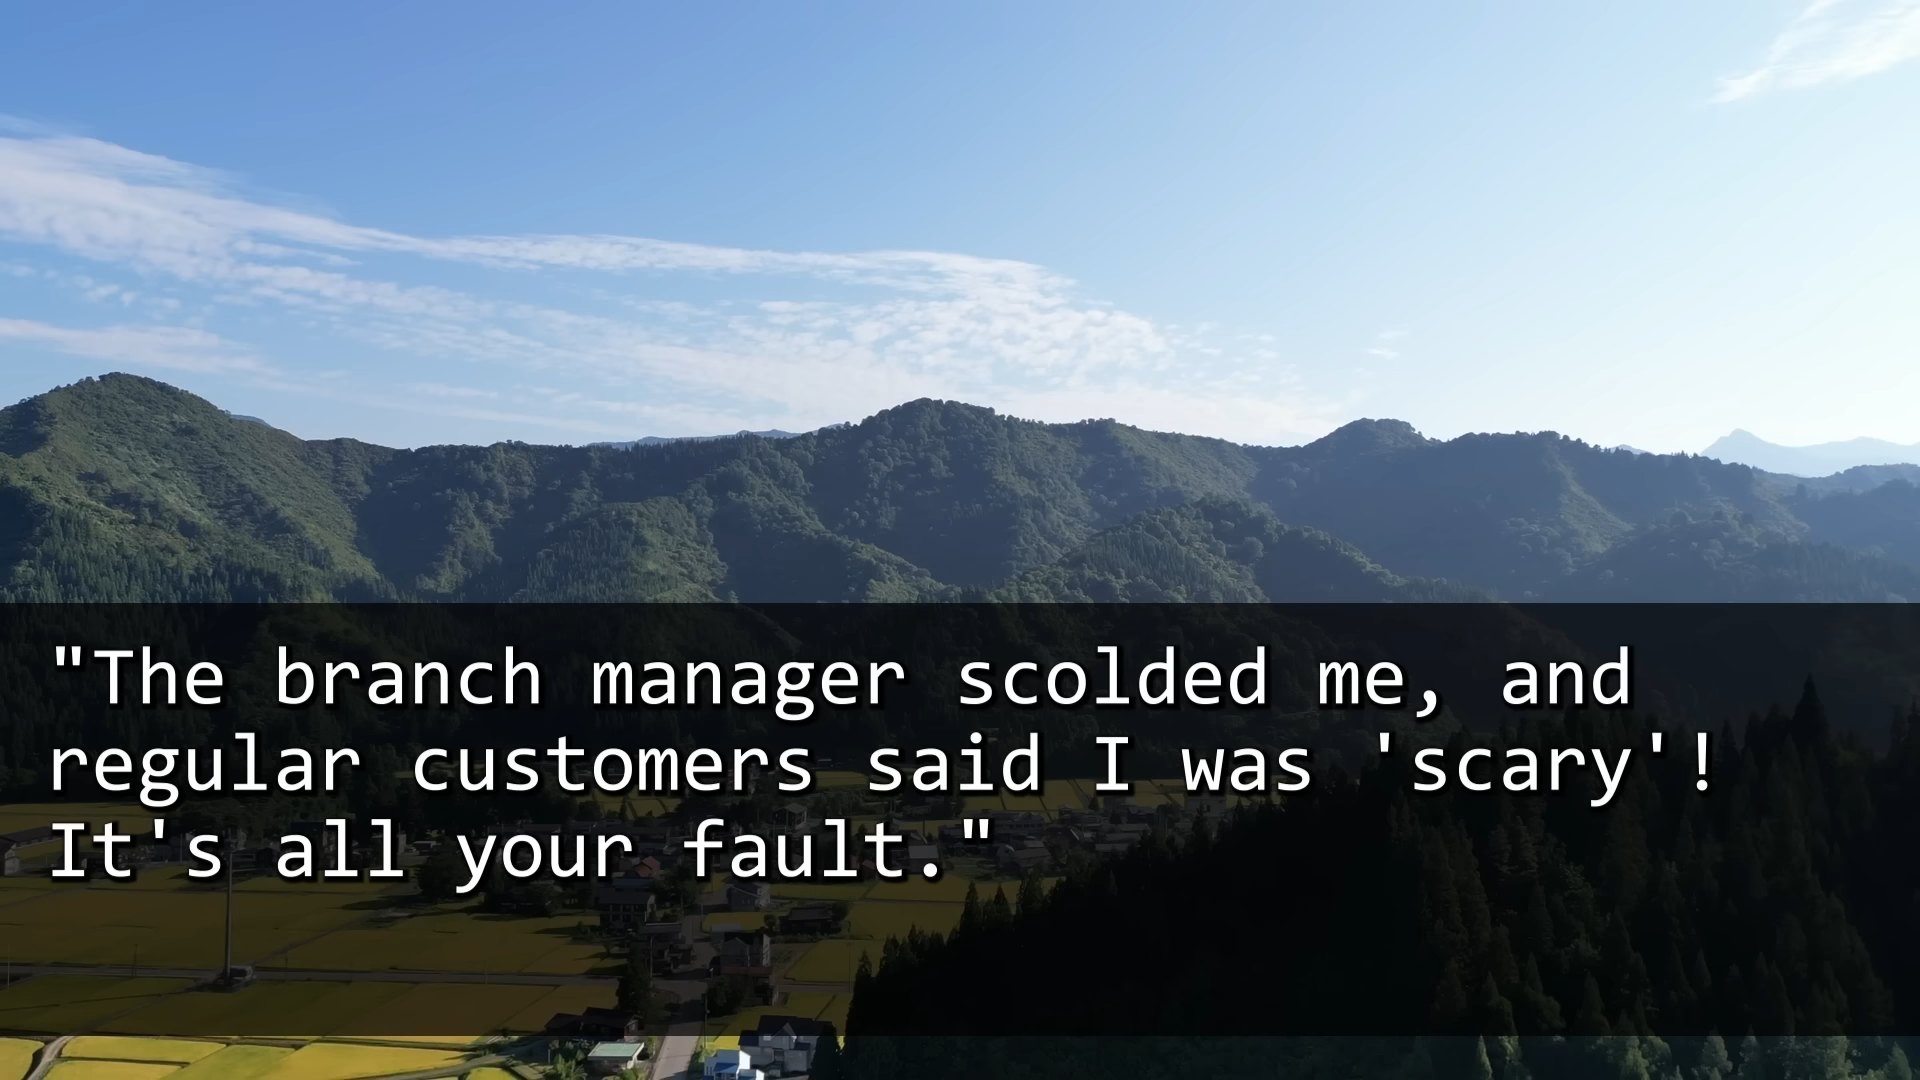 "The branch manager scolded me, and
regular customers said I was 'scary'!
It's all your fault."